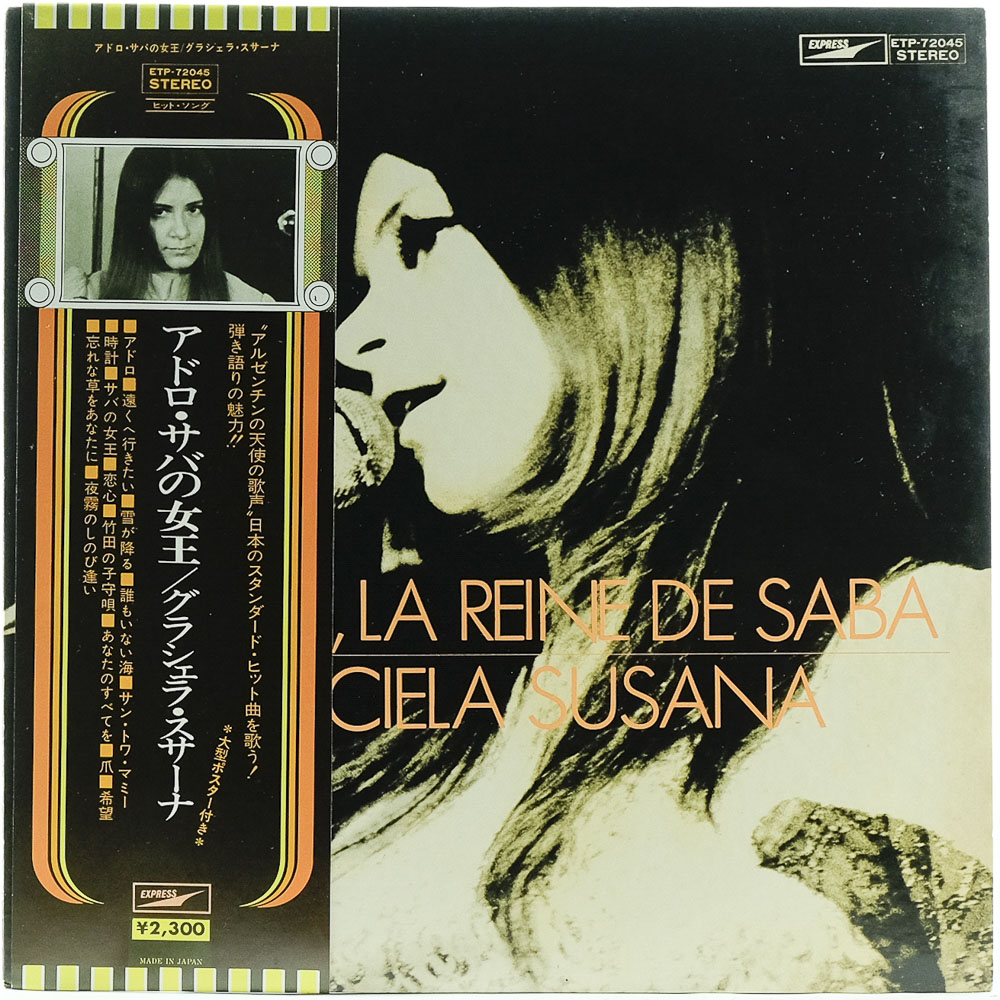 アドロ・サバの女王/グラシェラ・スサーナ
ETP-72045
STEREO
ヒット・ソング
“アルゼンチンの天使の歌声”日本のスタンダード・ヒット曲を歌う!
弾き語りの魅力!!
*大型ポスター付き*
アドロ・サバの女王/グラシェラ・スサーナ
■アドロ■遠くへ行きたい■雪が降る■誰もいない海■サン・トワ・マミー
■時計■サバの女王■恋心■竹田の子守唄■あなたのすべてを■爪■希望
■忘れな草をあなたに■夜霧のしのび逢い
EXPRESS
¥2,300
MADE IN JAPAN
EXPRESS
ETP-72045
STEREO
, LA REINE DE SABA
CIELA SUSANA